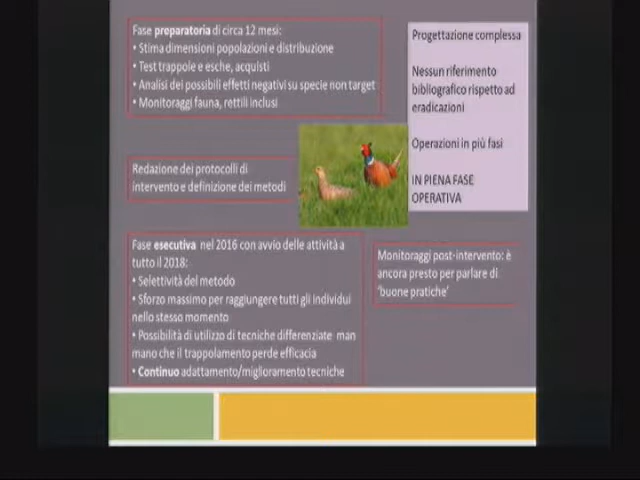 Fase preparatoria di circa 12 mesi:
• Stima dimensioni popolazioni e distribuzione
• Test trappole e esche, acquisti
• Analisi dei possibili effetti negativi su specie non target
• Monitoraggi fauna, rettili inclusi
Progettazione complessa
Nessun riferimento
bibliografico rispetto ad
eradicazioni
Operazioni in più fasi
IN PIENA FASE
OPERATIVA
Redazione dei protocolli di
intervento e definizione dei metodi
Fase esecutiva nel 2016 con avvio delle attività a
tutto il 2018:
• Selettività del metodo
• Sforzo massimo per raggiungere tutti gli individui
nello stesso momento
• Possibilità di utilizzo di tecniche differenziate man
mano che il trappolamento perde efficacia
• Continuo adattamento/miglioramento tecniche
Monitoraggi post-intervento: è
ancora presto per parlare di
'buone pratiche'